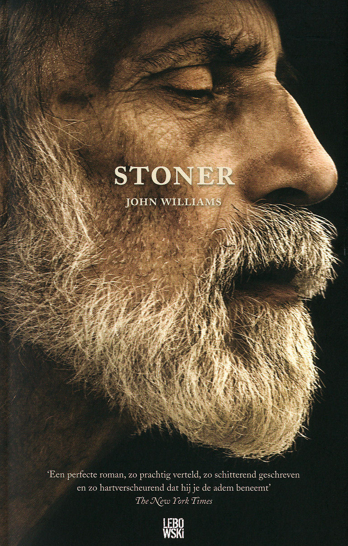 STONER
JOHN WILLIAMS
‘Een perfecte roman, zo prachtig verteld, zo schitterend geschreven
en zo hartverscheurend dat hij je de adem beneemt’
The New York Times
LEBO
WSKI